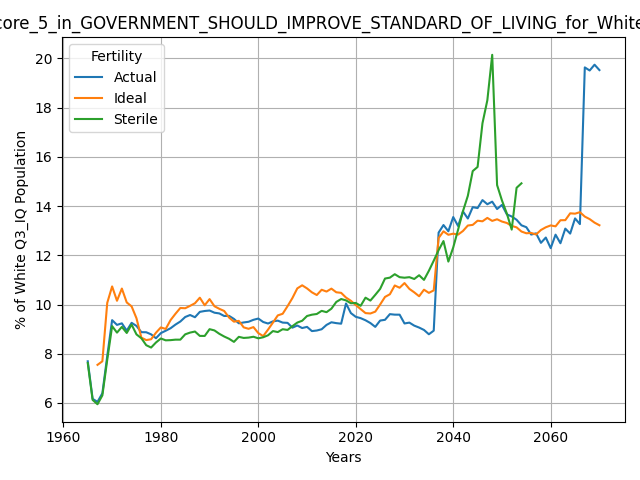 core_5_in_GOVERNMENT_SHOULD_IMPROVE_STANDARD_OF_LIVING_for_White
Fertility
Actual
Ideal
Sterile
% of White Q3_IQ Population
20
18
16
14
12
10
8
6
1960
1980
2000
2020
2040
2060
Years